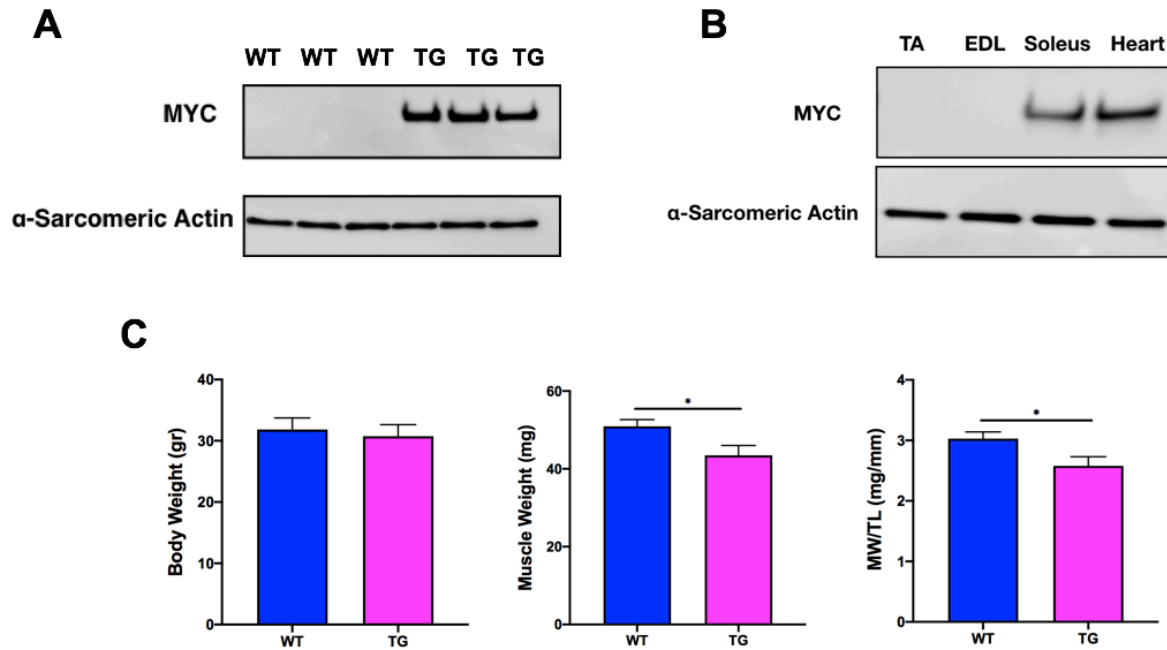 A
WT WT WT TG TG TG
MYC
α-Sarcomeric Actin
B
TA EDL Soleus Heart
MYC
α-Sarcomeric Actin
C
Body Weight (gr)
40
30
20
10
0
WT TG
Muscle Weight (mg)
60
40
20
0
*
WT TG
MW/TL (mg/mm)
4
3
2
1
0
*
WT TG